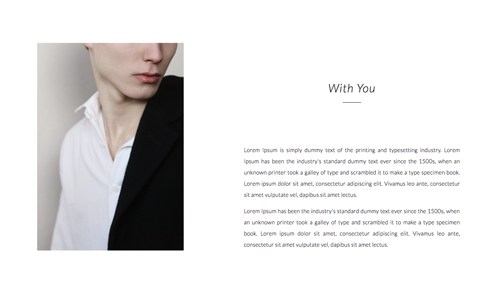 With You
Lorem Ipsum is simply dummy text of the printing and typesetting industry. Lorem
Ipsum has been the industry's standard dummy text ever since the 1500s, when an
unknown printer took a galley of type and scrambled it to make a type specimen book.
Lorem ipsum dolor sit amet, consectetur adipiscing elit. Vivamus leo ante, consectetur
sit amet vulputate vel, dapibus sit amet lectus.
Lorem Ipsum has been the industry's standard dummy text ever since the 1500s, when
an unknown printer took a galley of type and scrambled it to make a type specimen
book. Lorem ipsum dolor sit amet, consectetur adipiscing elit. Vivamus leo ante,
consectetur sit amet vulputate vel, dapibus sit amet lectus.